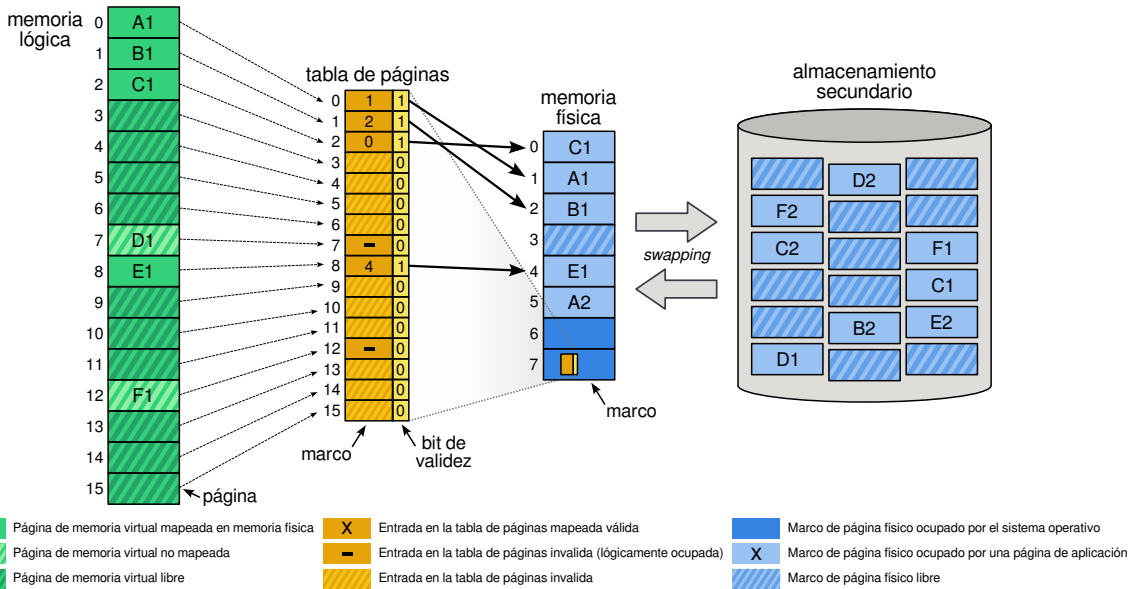 memoria
lógica
0 A1
1 B1
2 C1
3
4
5
6
7 D1
8 E1
9
10
11
12 F1
13
14
15
página
tabla de páginas
0 1 1
1 2 1
2 0 1
3 0
4 0
5 0
6 0
7 - 0
8 4 1
9 0
10 0
11 0
12 - 0
13 0
14 0
15 0
marco
bit de
validez
memoria
física
0 C1
1 A1
2 B1
3
4 E1
5 A2
6
7
marco
swapping
almacenamiento
secundario
D2
F2
C2
F1
C1
B2
E2
D1
Página de memoria virtual mapeada en memoria física
Página de memoria virtual no mapeada
Página de memoria virtual libre
X Entrada en la tabla de páginas mapeada válida
- Entrada en la tabla de páginas invalida (lógicamente ocupada)
Entrada en la tabla de páginas invalida
Marco de página físico ocupado por el sistema operativo
X Marco de página físico ocupado por una página de aplicación
Marco de página físico libre